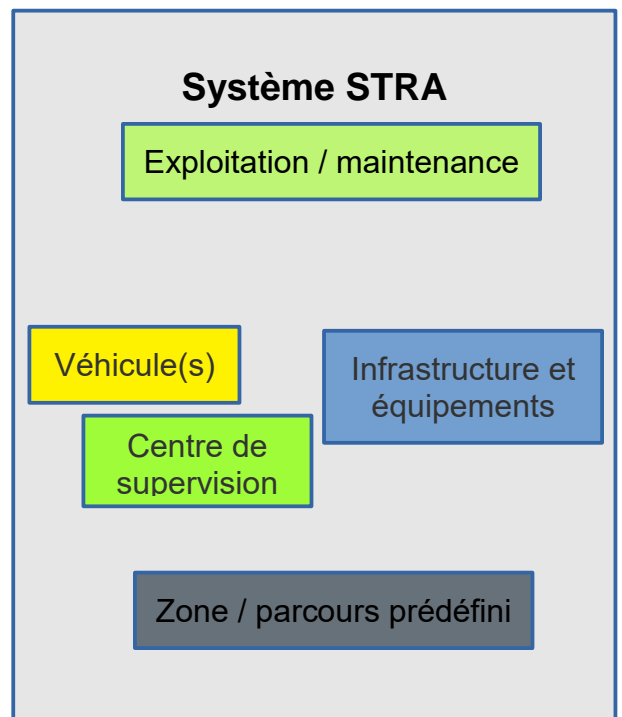 Système STRA
Exploitation / maintenance
Véhicule(s)
Infrastructure et
équipements
Centre de
supervision
Zone / parcours prédéfini